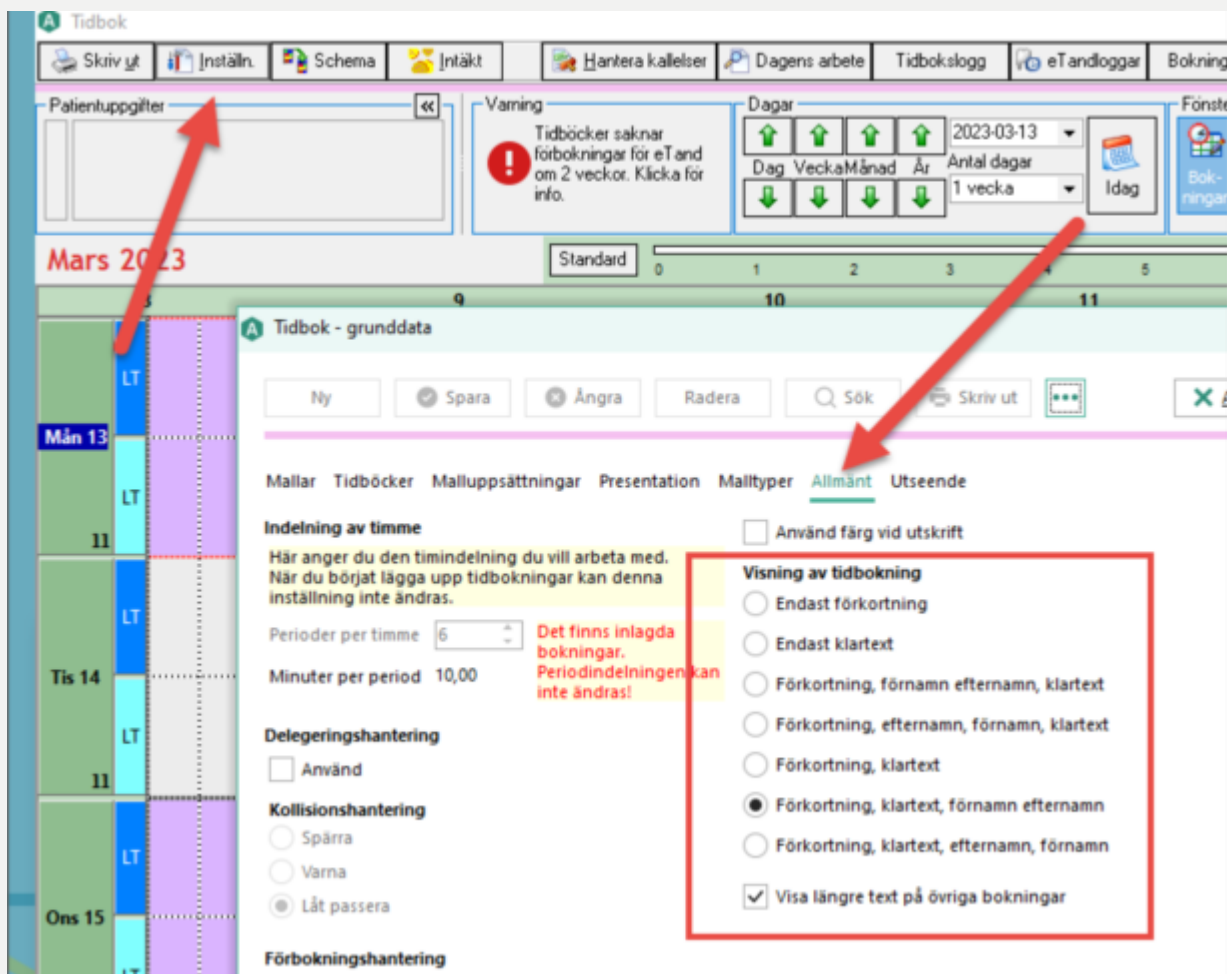 Tidbok
Skriv ut Inställn. Schema Intäkt Hantera kallelser Dagens arbete Tidbokslogg eTandloggar Bokning
Patientuppgifter
Varning
Tidböcker saknar
förbokningar för eTand
om 2 veckor. Klicka för
info.
Dagar
Dag Vecka Månad År
2023-03-13
Antal dagar
1 vecka
Idag
Fönste
Bok-
ningar
Mars 2023
Standard
0 1 2 3 4 5
8 9 10 11
Tidbok - grunddata
Ny Spara Ångra Radera Sök Skriv ut
Mallar Tidböcker Malluppsättningar Presentation Malltyper Allmänt Utseende
Indelning av timme
Här anger du den timindelning du vill arbeta med.
När du börjat lägga upp tidbokningar kan denna
inställning inte ändras.
Perioder per timme 6
Minuter per period 10,00
Det finns inlagda
bokningar.
Periodindelningen kan
inte ändras!
Delegeringshantering
Använd
Kollisionshantering
Spärra
Varna
Låt passera
Förbokningshantering
Använd färg vid utskrift
Visning av tidbokning
Endast förkortning
Endast klartext
Förkortning, förnamn efternamn, klartext
Förkortning, efternamn, förnamn, klartext
Förkortning, klartext
Förkortning, klartext, förnamn efternamn
Förkortning, klartext, efternamn, förnamn
Visa längre text på övriga bokningar
LT
Mån 13
LT
11
LT
Tis 14
LT
11
LT
Ons 15
LT